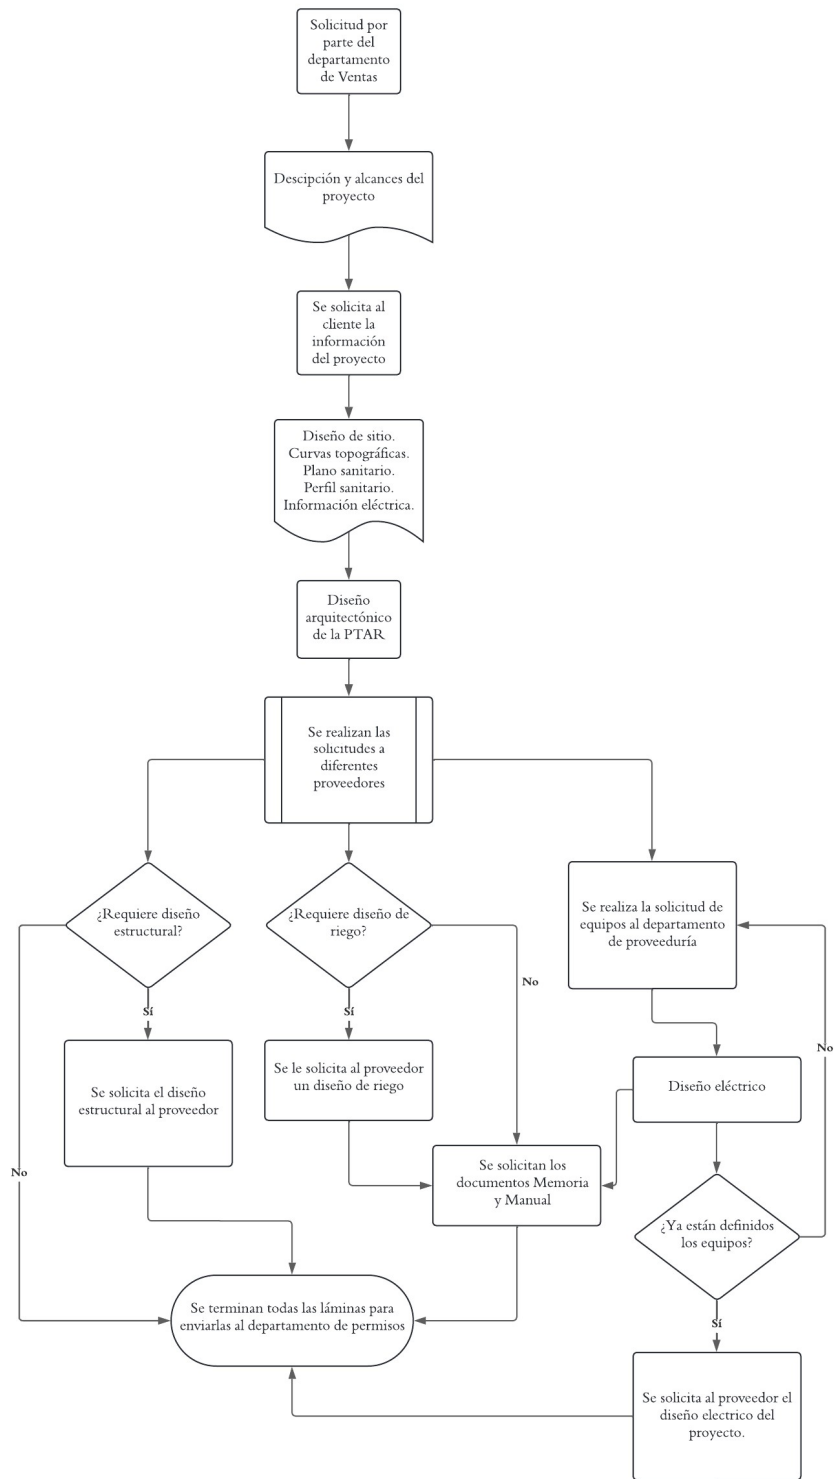 Solicitud por
parte del
departamento
de Ventas
Descipción y alcances del
proyecto
Se solicita al
cliente la
información
del proyecto
Diseño de sitio.
Curvas topográficas.
Plano sanitario.
Perfil sanitario.
Información eléctrica.
Diseño
arquitectónico
de la PTAR
Se realizan las
solicitudes a
diferentes
proveedores
¿Requiere diseño
estructural?
¿Requiere diseño de
riego?
Se realiza la solicitud de
equipos al departamento
de proveeduría
No
Sí
Sí
No
Se solicita el diseño
estructural al proveedor
Se le solicita al proveedor
un diseño de riego
Diseño eléctrico
No
Se solicitan los
documentos Memoria
y Manual
¿Ya están definidos
los equipos?
Se terminan todas las láminas para
enviarlas al departamento de permisos
Sí
Se solicita al proveedor el
diseño electrico del
proyecto.